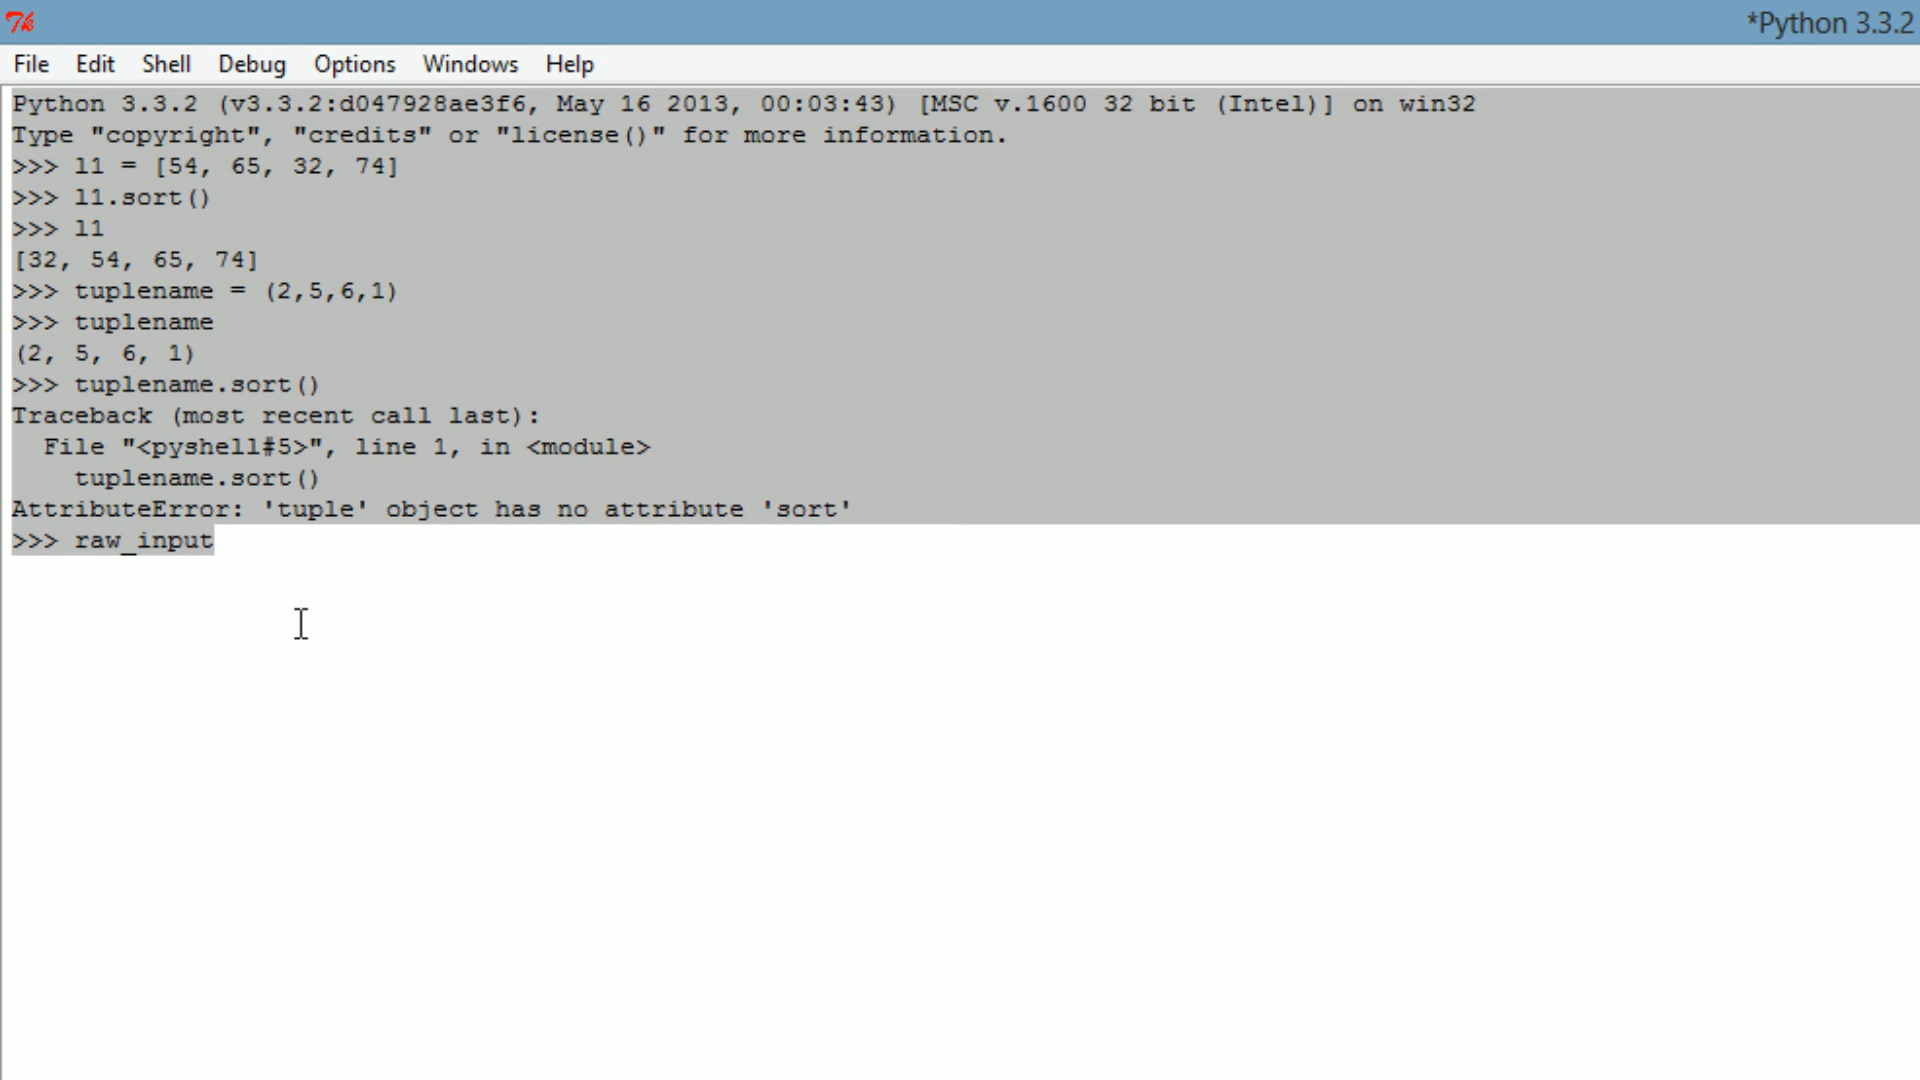 *Python 3.3.2
File Edit Shell Debug Options Windows Help
Python 3.3.2 (v3.3.2:d047928ae3f6, May 16 2013, 00:03:43) [MSC v.1600 32 bit (Intel)] on win32
Type "copyright", "credits" or "license()" for more information.
>>> l1 = [54, 65, 32, 74]
>>> l1.sort()
>>> l1
[32, 54, 65, 74]
>>> tuplename = (2,5,6,1)
>>> tuplename
(2, 5, 6, 1)
>>> tuplename.sort()
Traceback (most recent call last):
  File "<pyshell#5>", line 1, in <module>
    tuplename.sort()
AttributeError: 'tuple' object has no attribute 'sort'
>>> raw_input